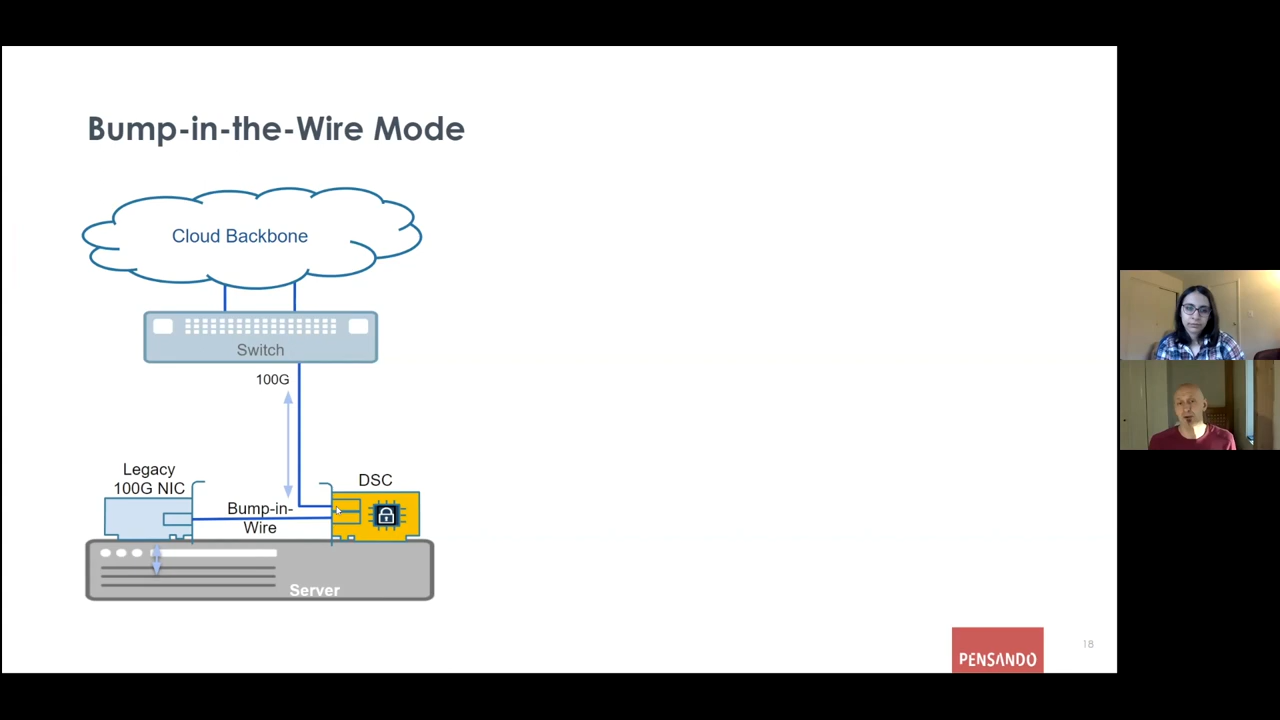 Bump-in-the-Wire Mode
Cloud Backbone
Switch
100G
Legacy
100G NIC
Bump-in-
Wire
DSC
Server
PENSANDO
18